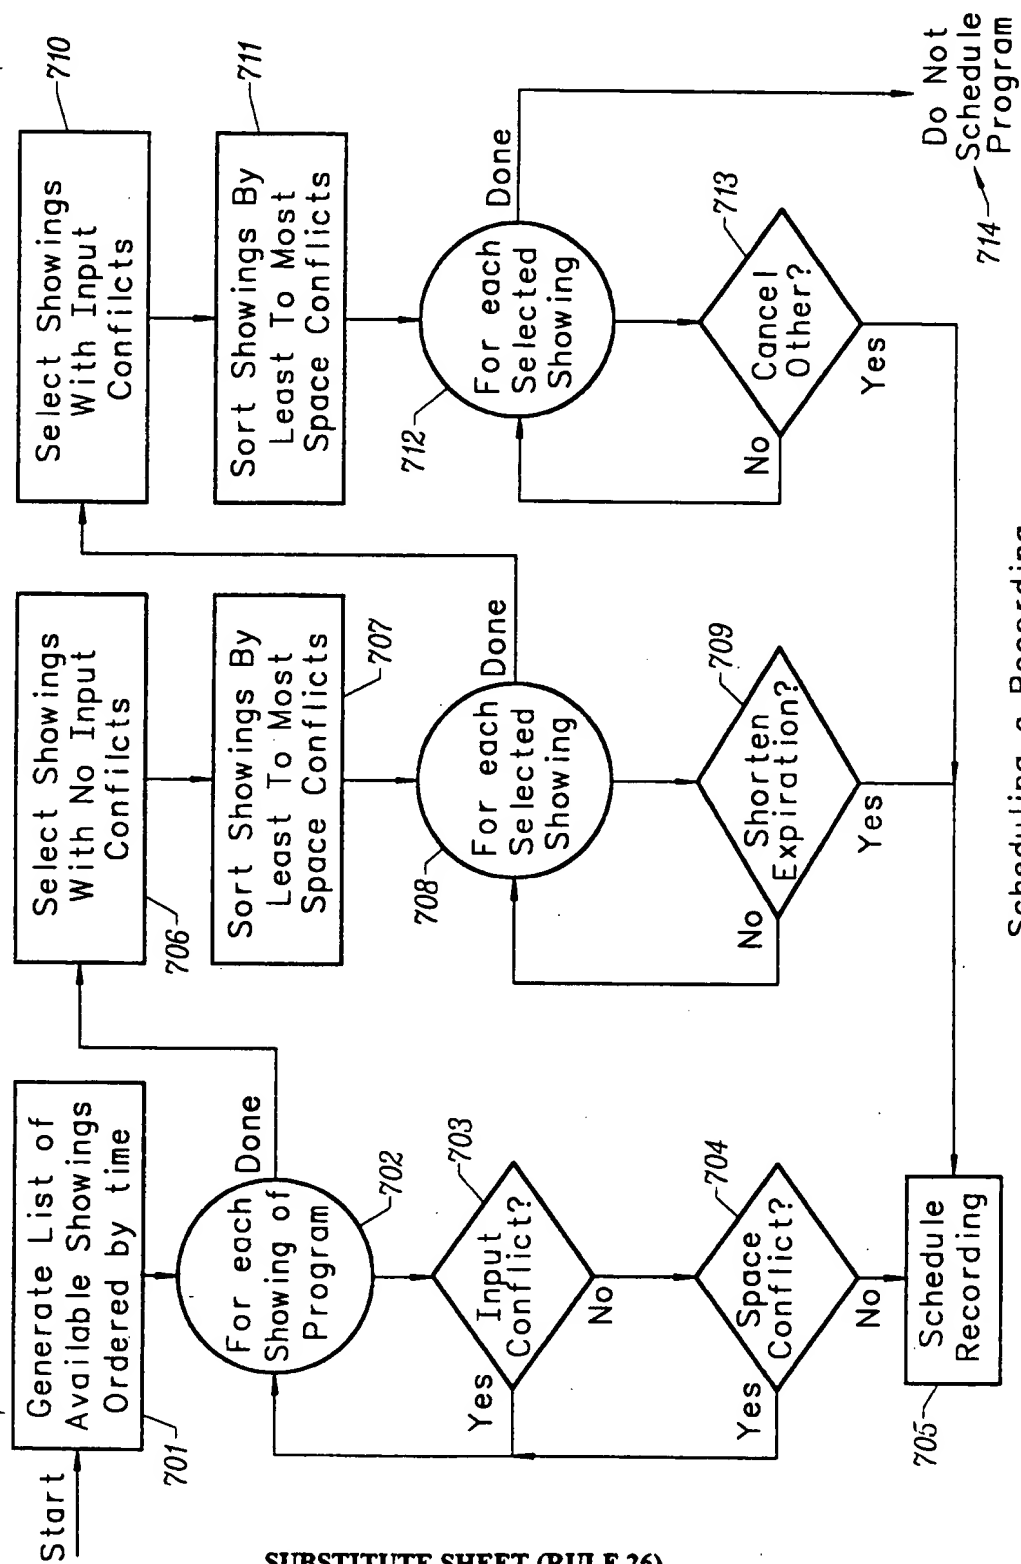 Start
Generate List of
Available Showings
Ordered by time
701
For each
Showing of
Program
702
Done
Input
Conflict?
703
Yes
No
Space
Conflict?
704
Yes
No
Schedule
Recording
705
Select Showings
With No Input
Confilcts
706
Sort Showings By
Least To Most
Space Conflicts
707
For each
Selected
Showing
708
Done
Shorten
Expiration?
709
No
Yes
Select Showings
With Input
Confilcts
710
Sort Showings By
Least To Most
Space Conflicts
711
For each
Selected
Showing
712
Done
Cancel
Other?
713
No
Yes
Do Not
Schedule
Program
714
Scheduling a Recording
SUBSTITUTE SHEET (RULE 26)